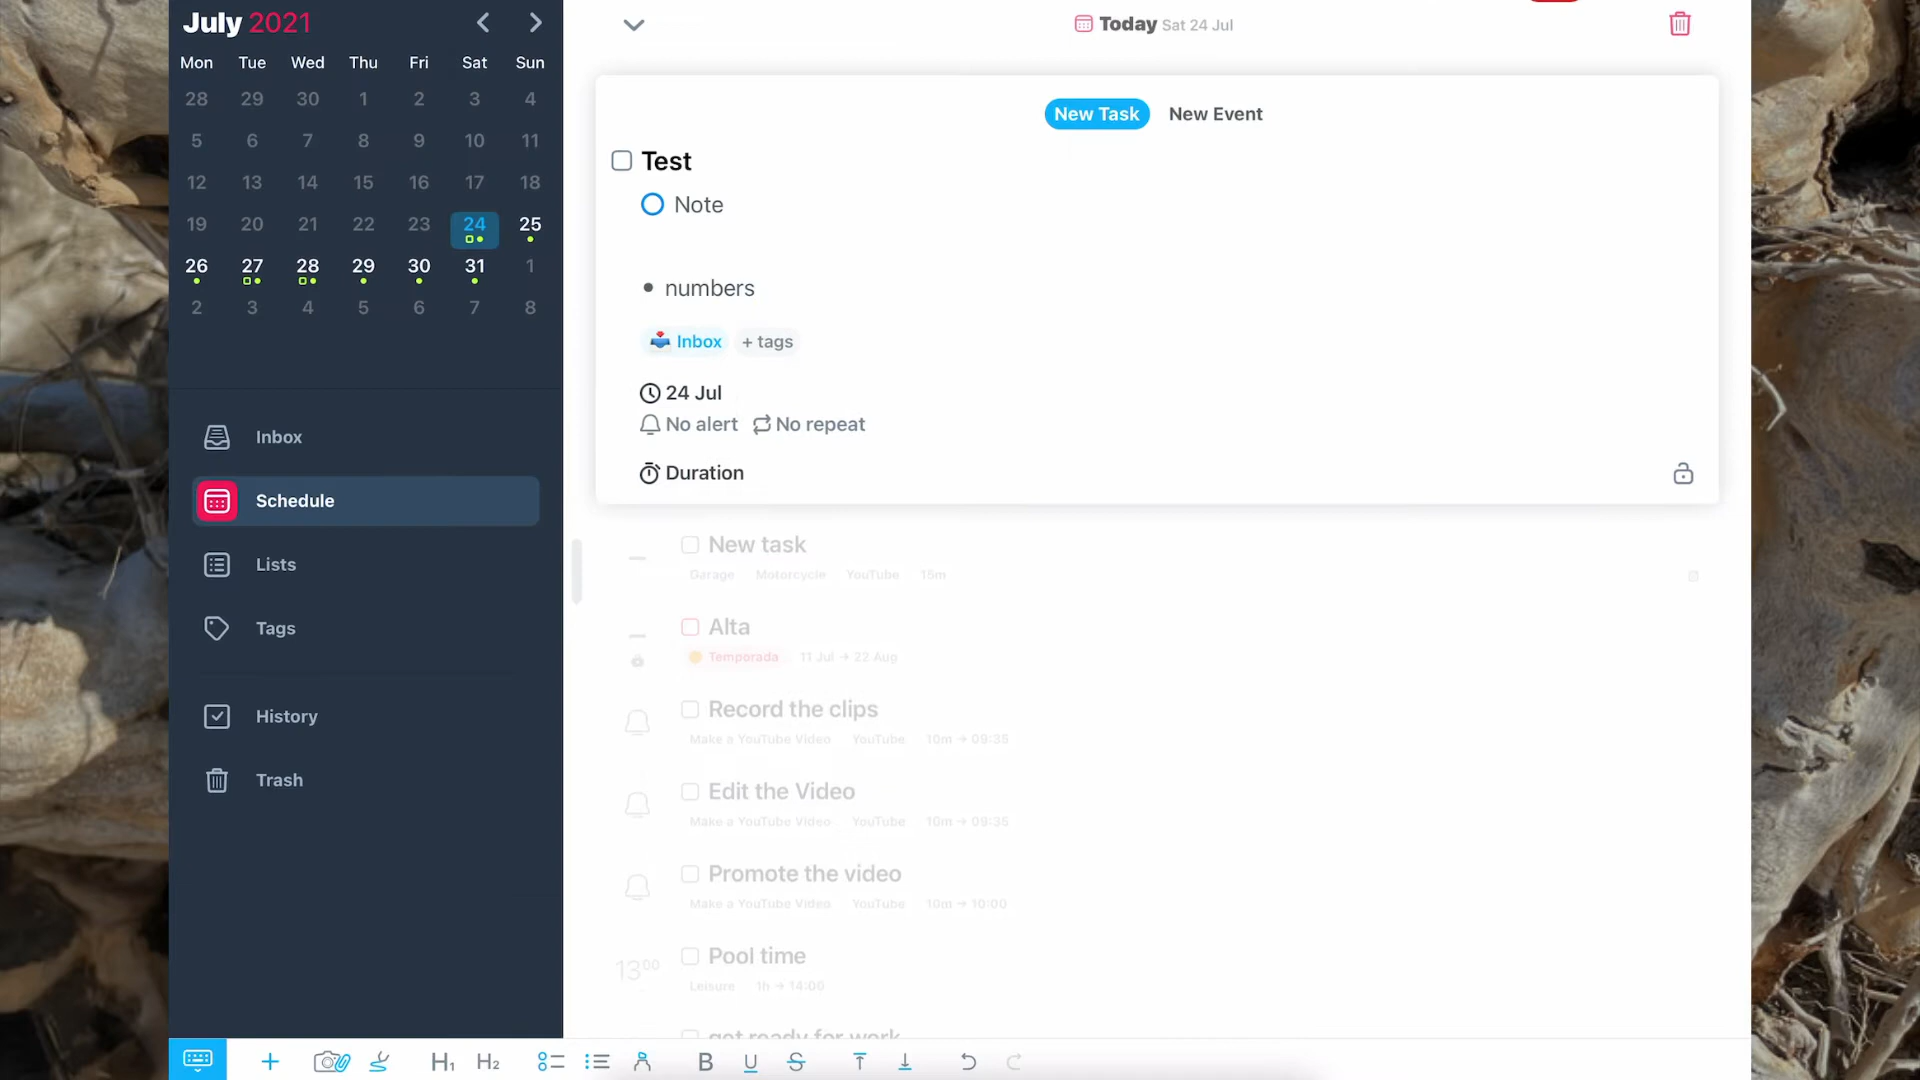 July 2021
Mon Tue Wed Thu Fri Sat Sun
28 29 30 1 2 3 4
5 6 7 8 9 10 11
12 13 14 15 16 17 18
19 20 21 22 23 24 25
26 27 28 29 30 31 1
2 3 4 5 6 7 8
Inbox
Schedule
Lists
Tags
History
Trash
Today Sat 24 Jul
New Task New Event
Test
Note
numbers
Inbox + tags
24 Jul
No alert No repeat
Duration
New task
Garage Motorcycle YouTube 15m
Alta
Temporada 11 Jul → 22 Aug
Record the clips
Make a YouTube Video YouTube 10m → 09:35
Edit the Video
Make a YouTube Video YouTube 10m → 09:35
Promote the video
Make a YouTube Video YouTube 10m → 10:00
13 00
Pool time
Leisure 1h → 14:00
get ready for work
H1 H2 B U S